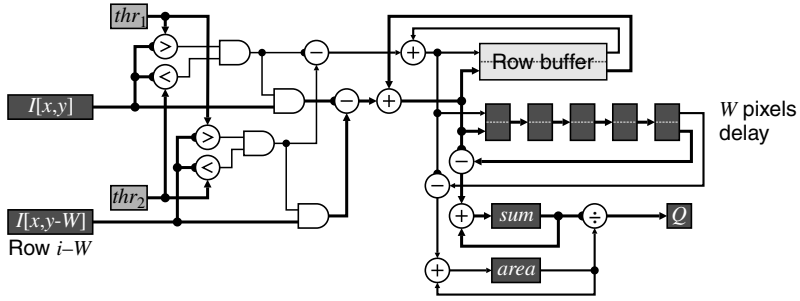 thr1
>
−
+
Row buffer
<
I[x,y]
−
+
W pixels
delay
>
−
<
−
thr2
I[x,y-W]
+
sum
÷
Q
Row i–W
+
area